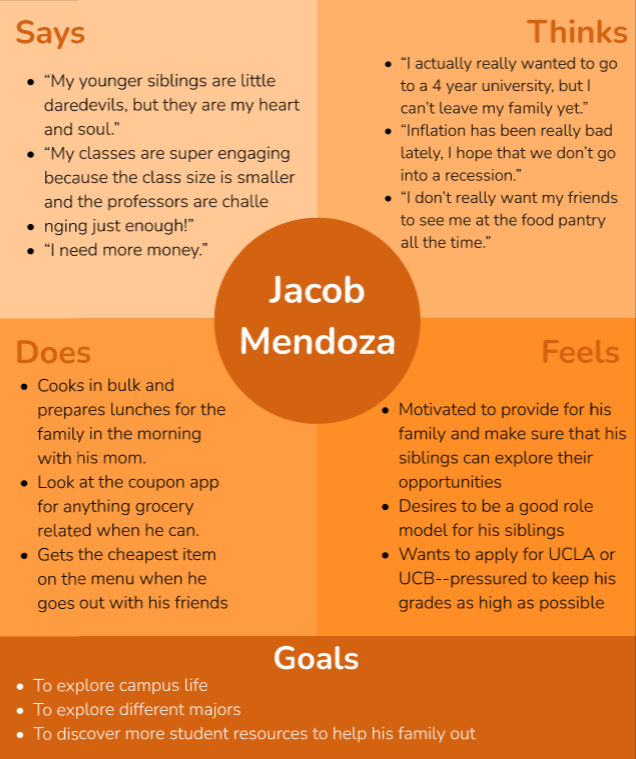 Says
• “My younger siblings are little
daredevils, but they are my heart
and soul.”
• “My classes are super engaging
because the class size is smaller
and the professors are challe
• nging just enough!”
• “I need more money.”
Thinks
• “I actually really wanted to go
to a 4 year university, but I
can’t leave my family yet.”
• “Inflation has been really bad
lately, I hope that we don’t go
into a recession.”
• “I don’t really want my friends
to see me at the food pantry
all the time.”
Jacob
Mendoza
Does
• Cooks in bulk and
prepares lunches for the
family in the morning
with his mom.
• Look at the coupon app
for anything grocery
related when he can.
• Gets the cheapest item
on the menu when he
goes out with his friends
Feels
• Motivated to provide for his
family and make sure that his
siblings can explore their
opportunities
• Desires to be a good role
model for his siblings
• Wants to apply for UCLA or
UCB--pressured to keep his
grades as high as possible
Goals
• To explore campus life
• To explore different majors
• To discover more student resources to help his family out